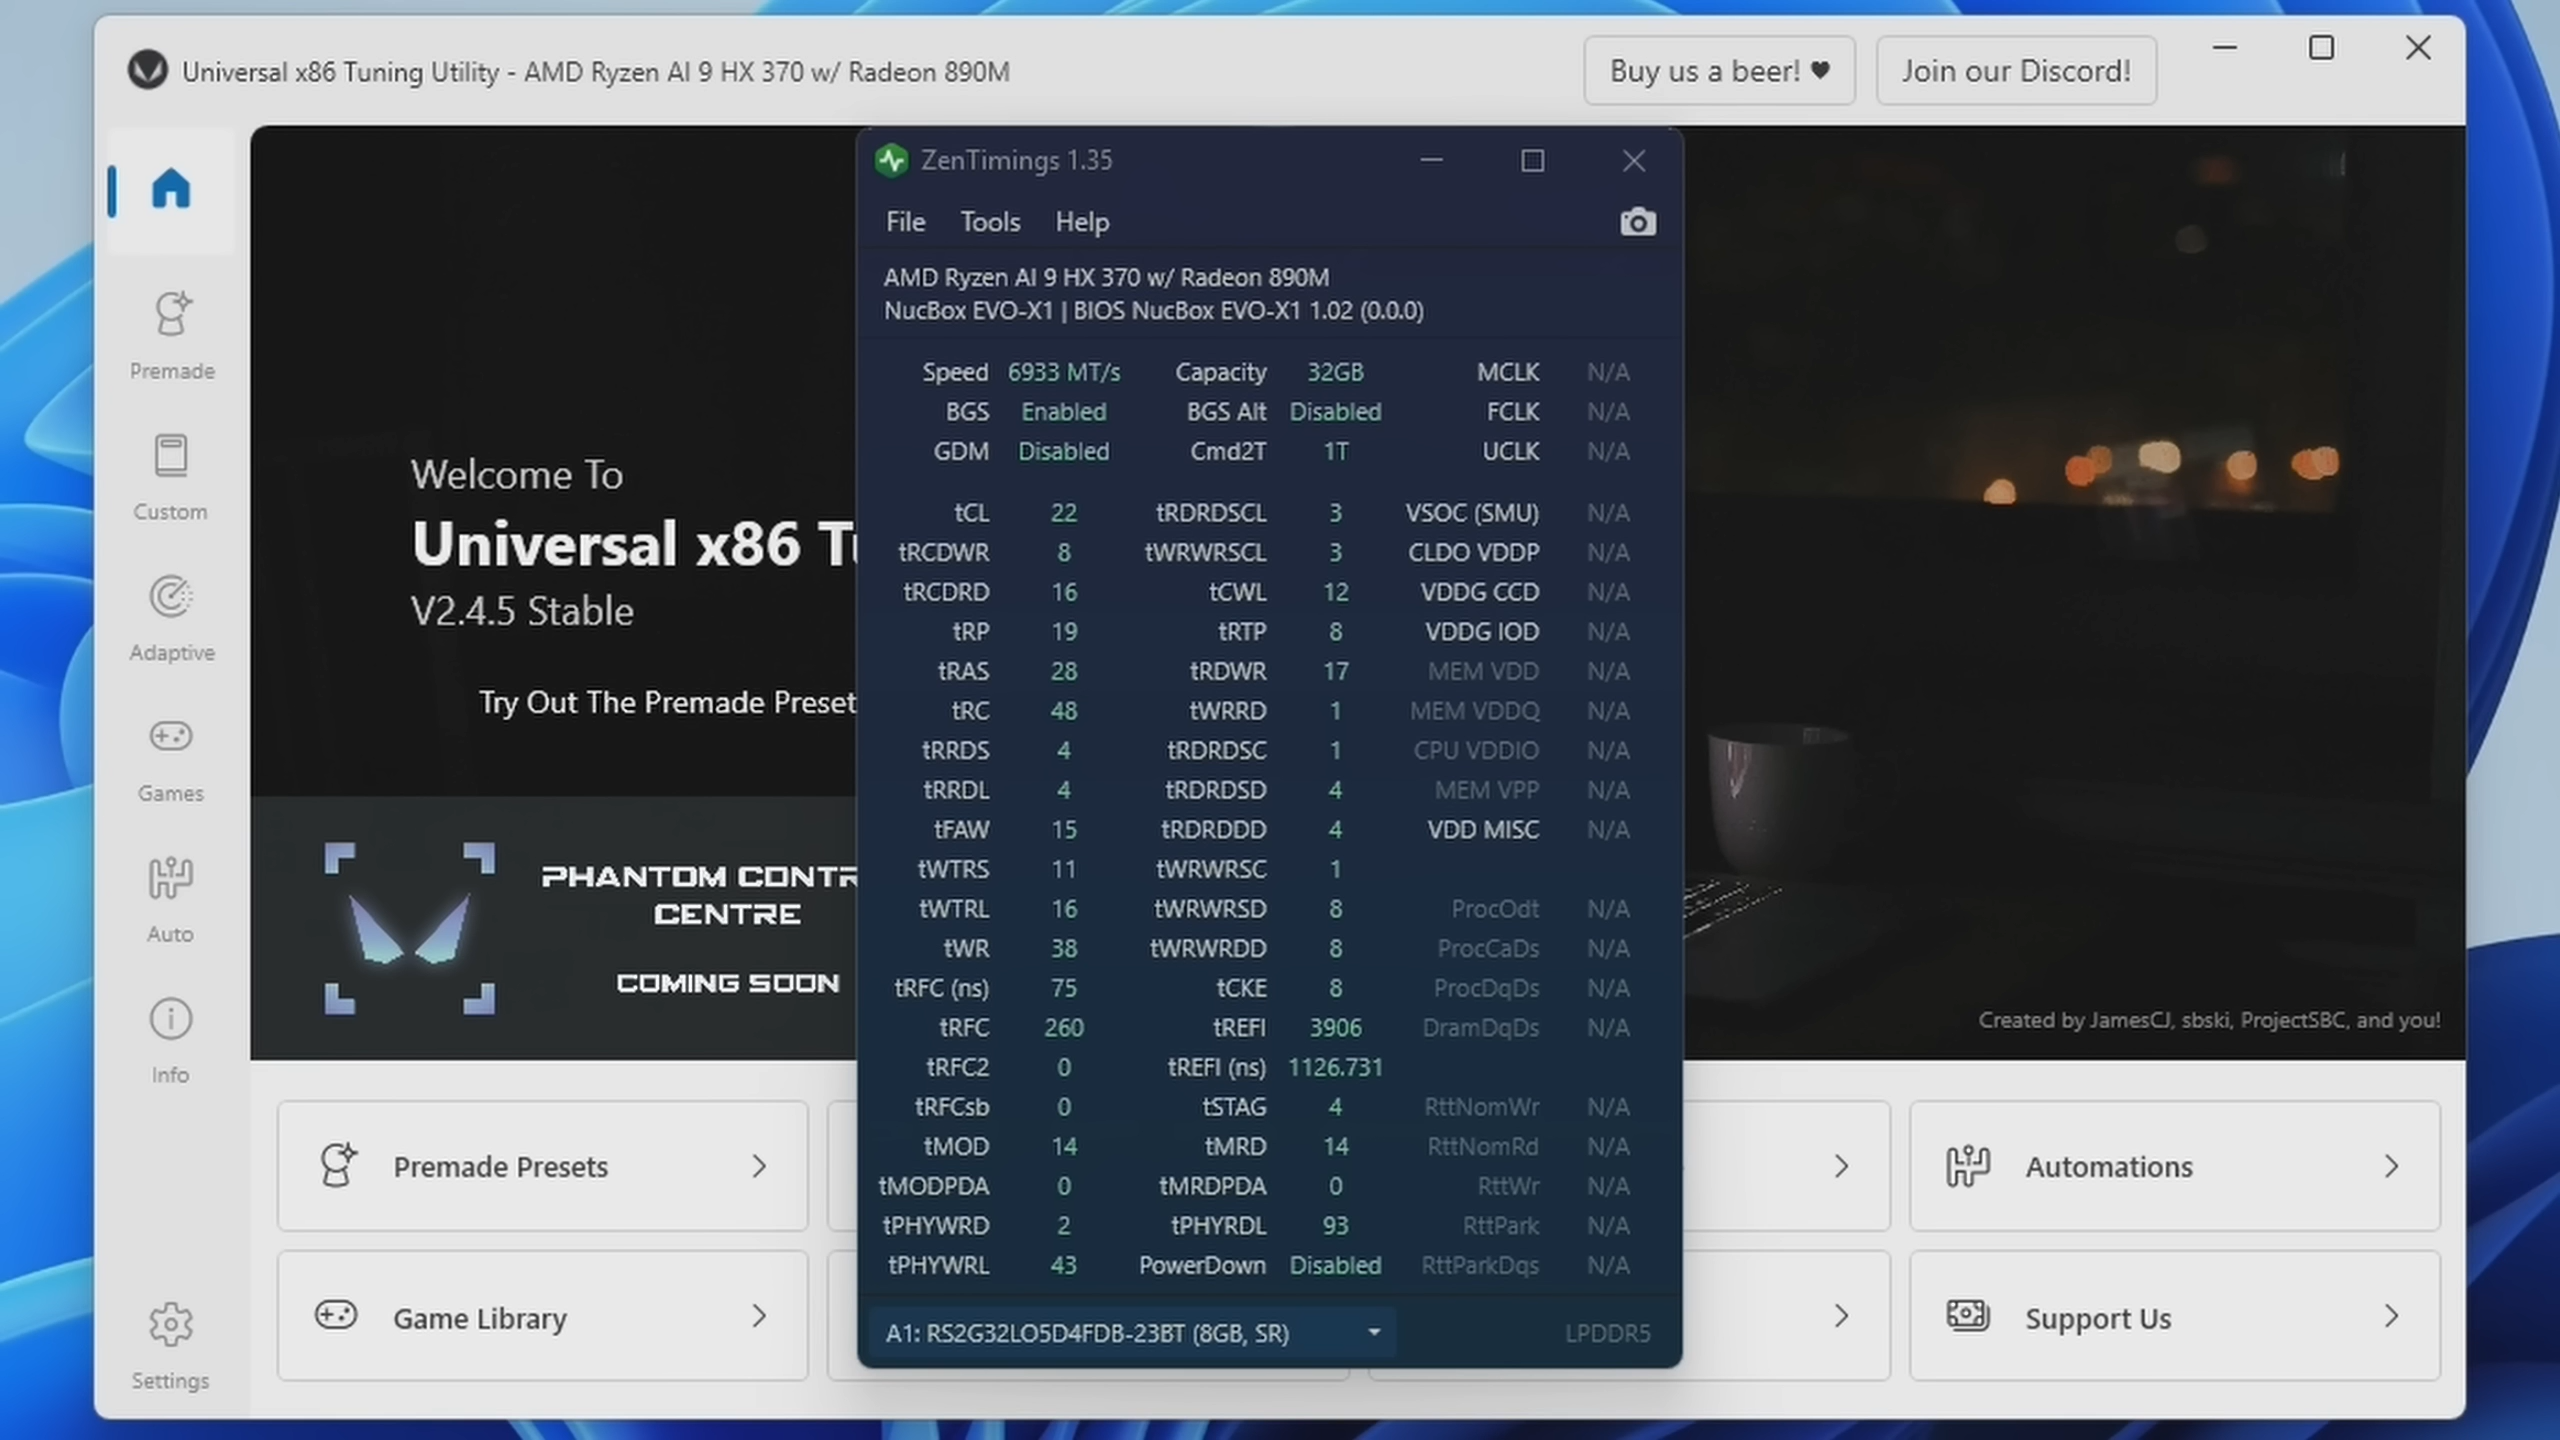 Universal x86 Tuning Utility - AMD Ryzen AI 9 HX 370 w/ Radeon 890M
Buy us a beer! ♥
Join our Discord!
Premade
Custom
Adaptive
Games
Auto
Info
Settings
Welcome To
Universal x86
V2.4.5 Stable
Try Out The Premade Preset
PHANTOM CONTR
CENTRE
COMING SOON
Created by JamesCJ, sbski, ProjectSBC, and you!
Premade Presets
Automations
Game Library
Support Us
ZenTimings 1.35
File Tools Help
AMD Ryzen AI 9 HX 370 w/ Radeon 890M
NucBox EVO-X1 | BIOS NucBox EVO-X1 1.02 (0.0.0)
Speed 6933 MT/s Capacity 32GB MCLK N/A
BGS Enabled BGS Alt Disabled FCLK N/A
GDM Disabled Cmd2T 1T UCLK N/A
tCL 22 tRDRDSCL 3 VSOC (SMU) N/A
tRCDWR 8 tWRWRSCL 3 CLDO VDDP N/A
tRCDRD 16 tCWL 12 VDDG CCD N/A
tRP 19 tRTP 8 VDDG IOD N/A
tRAS 28 tRDWR 17 MEM VDD N/A
tRC 48 tWRRD 1 MEM VDDQ N/A
tRRDS 4 tRDRDSC 1 CPU VDDIO N/A
tRRDL 4 tRDRDSD 4 MEM VPP N/A
tFAW 15 tRDRDDD 4 VDD MISC N/A
tWTRS 11 tWRWRSC 1
tWTRL 16 tWRWRSD 8 ProcOdt N/A
tWR 38 tWRWRDD 8 ProcCaDs N/A
tRFC (ns) 75 tCKE 8 ProcDqDs N/A
tRFC 260 tREFI 3906 DramDqDs N/A
tRFC2 0 tREFI (ns) 1126.731
tRFCsb 0 tSTAG 4 RttNomWr N/A
tMOD 14 tMRD 14 RttNomRd N/A
tMODPDA 0 tMRDPDA 0 RttWr N/A
tPHYWRD 2 tPHYRDL 93 RttPark N/A
tPHYWRL 43 PowerDown Disabled RttParkDqs N/A
A1: RS2G32LO5D4FDB-23BT (8GB, SR) LPDDR5